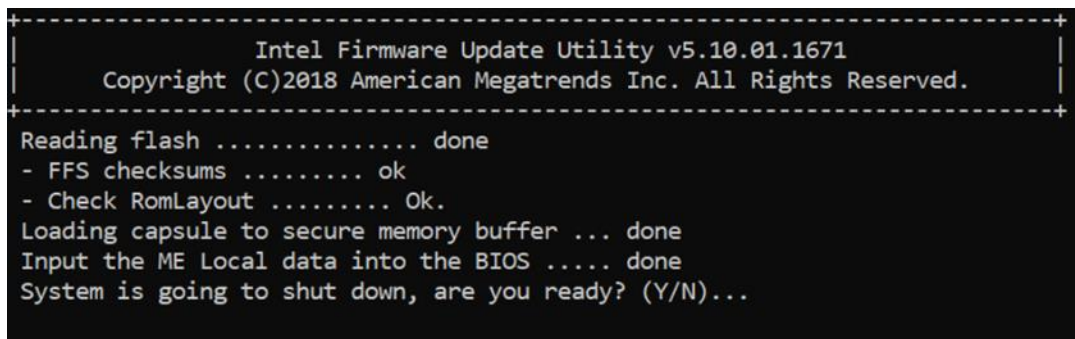 Intel Firmware Update Utility v5.10.01.1671
Copyright (C)2018 American Megatrends Inc. All Rights Reserved.
Reading flash ............... done
- FFS checksums ......... ok
- Check RomLayout ......... Ok.
Loading capsule to secure memory buffer ... done
Input the ME Local data into the BIOS ..... done
System is going to shut down, are you ready? (Y/N)...